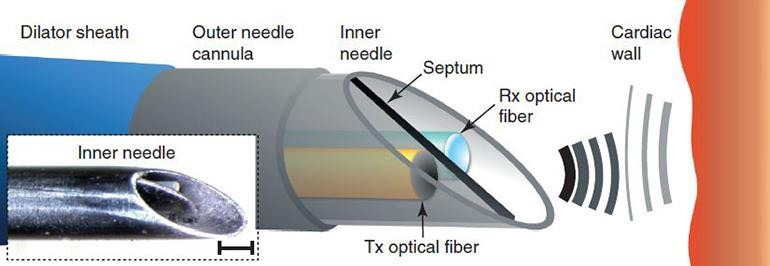 Dilator sheath
Outer needle
cannula
Inner
needle
Septum
Rx optical
fiber
Cardiac
wall
Inner needle
Tx optical fiber